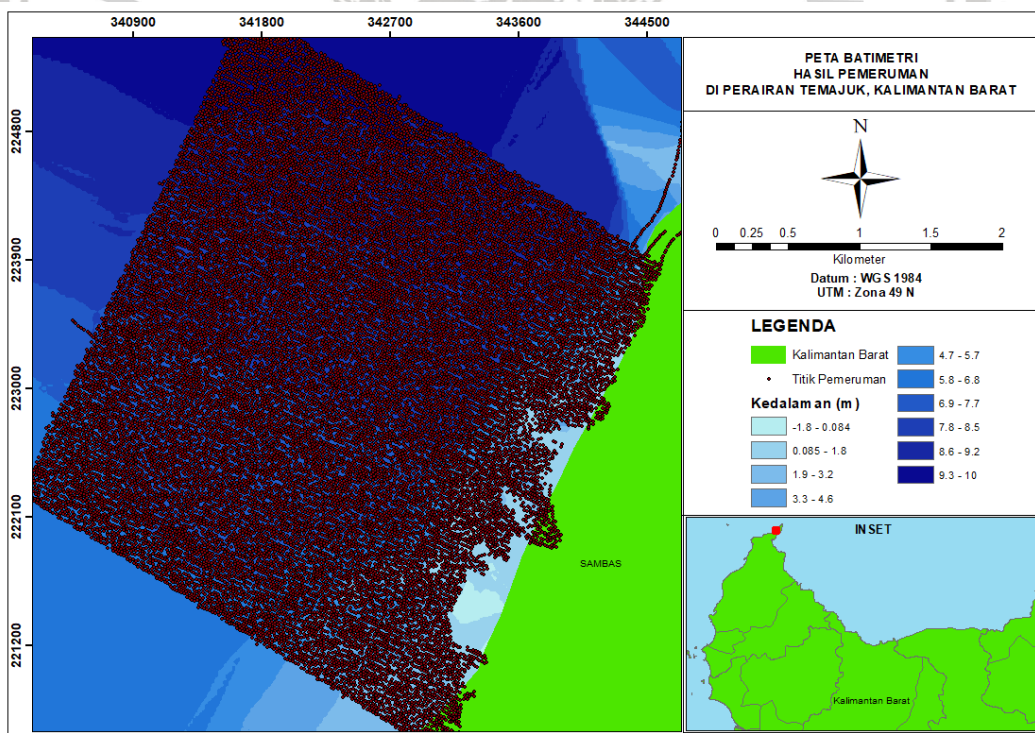 340900 341800 342700 343600 344500
224800
223900
223000
222100
221200
SAMBAS
PETA BATIMETRI
HASIL PEMERUMAN
DI PERAIRAN TEMAJUK, KALIMANTAN BARAT
N
0 0.25 0.5 1 1.5 2
Kilometer
Datum : WGS 1984
UTM : Zona 49 N
LEGENDA
Kalimantan Barat
Titik Pemeruman
Kedalaman (m)
-1.8 - 0.084
0.085 - 1.8
1.9 - 3.2
3.3 - 4.6
4.7 - 5.7
5.8 - 6.8
6.9 - 7.7
7.8 - 8.5
8.6 - 9.2
9.3 - 10
INSET
Kalimantan Barat